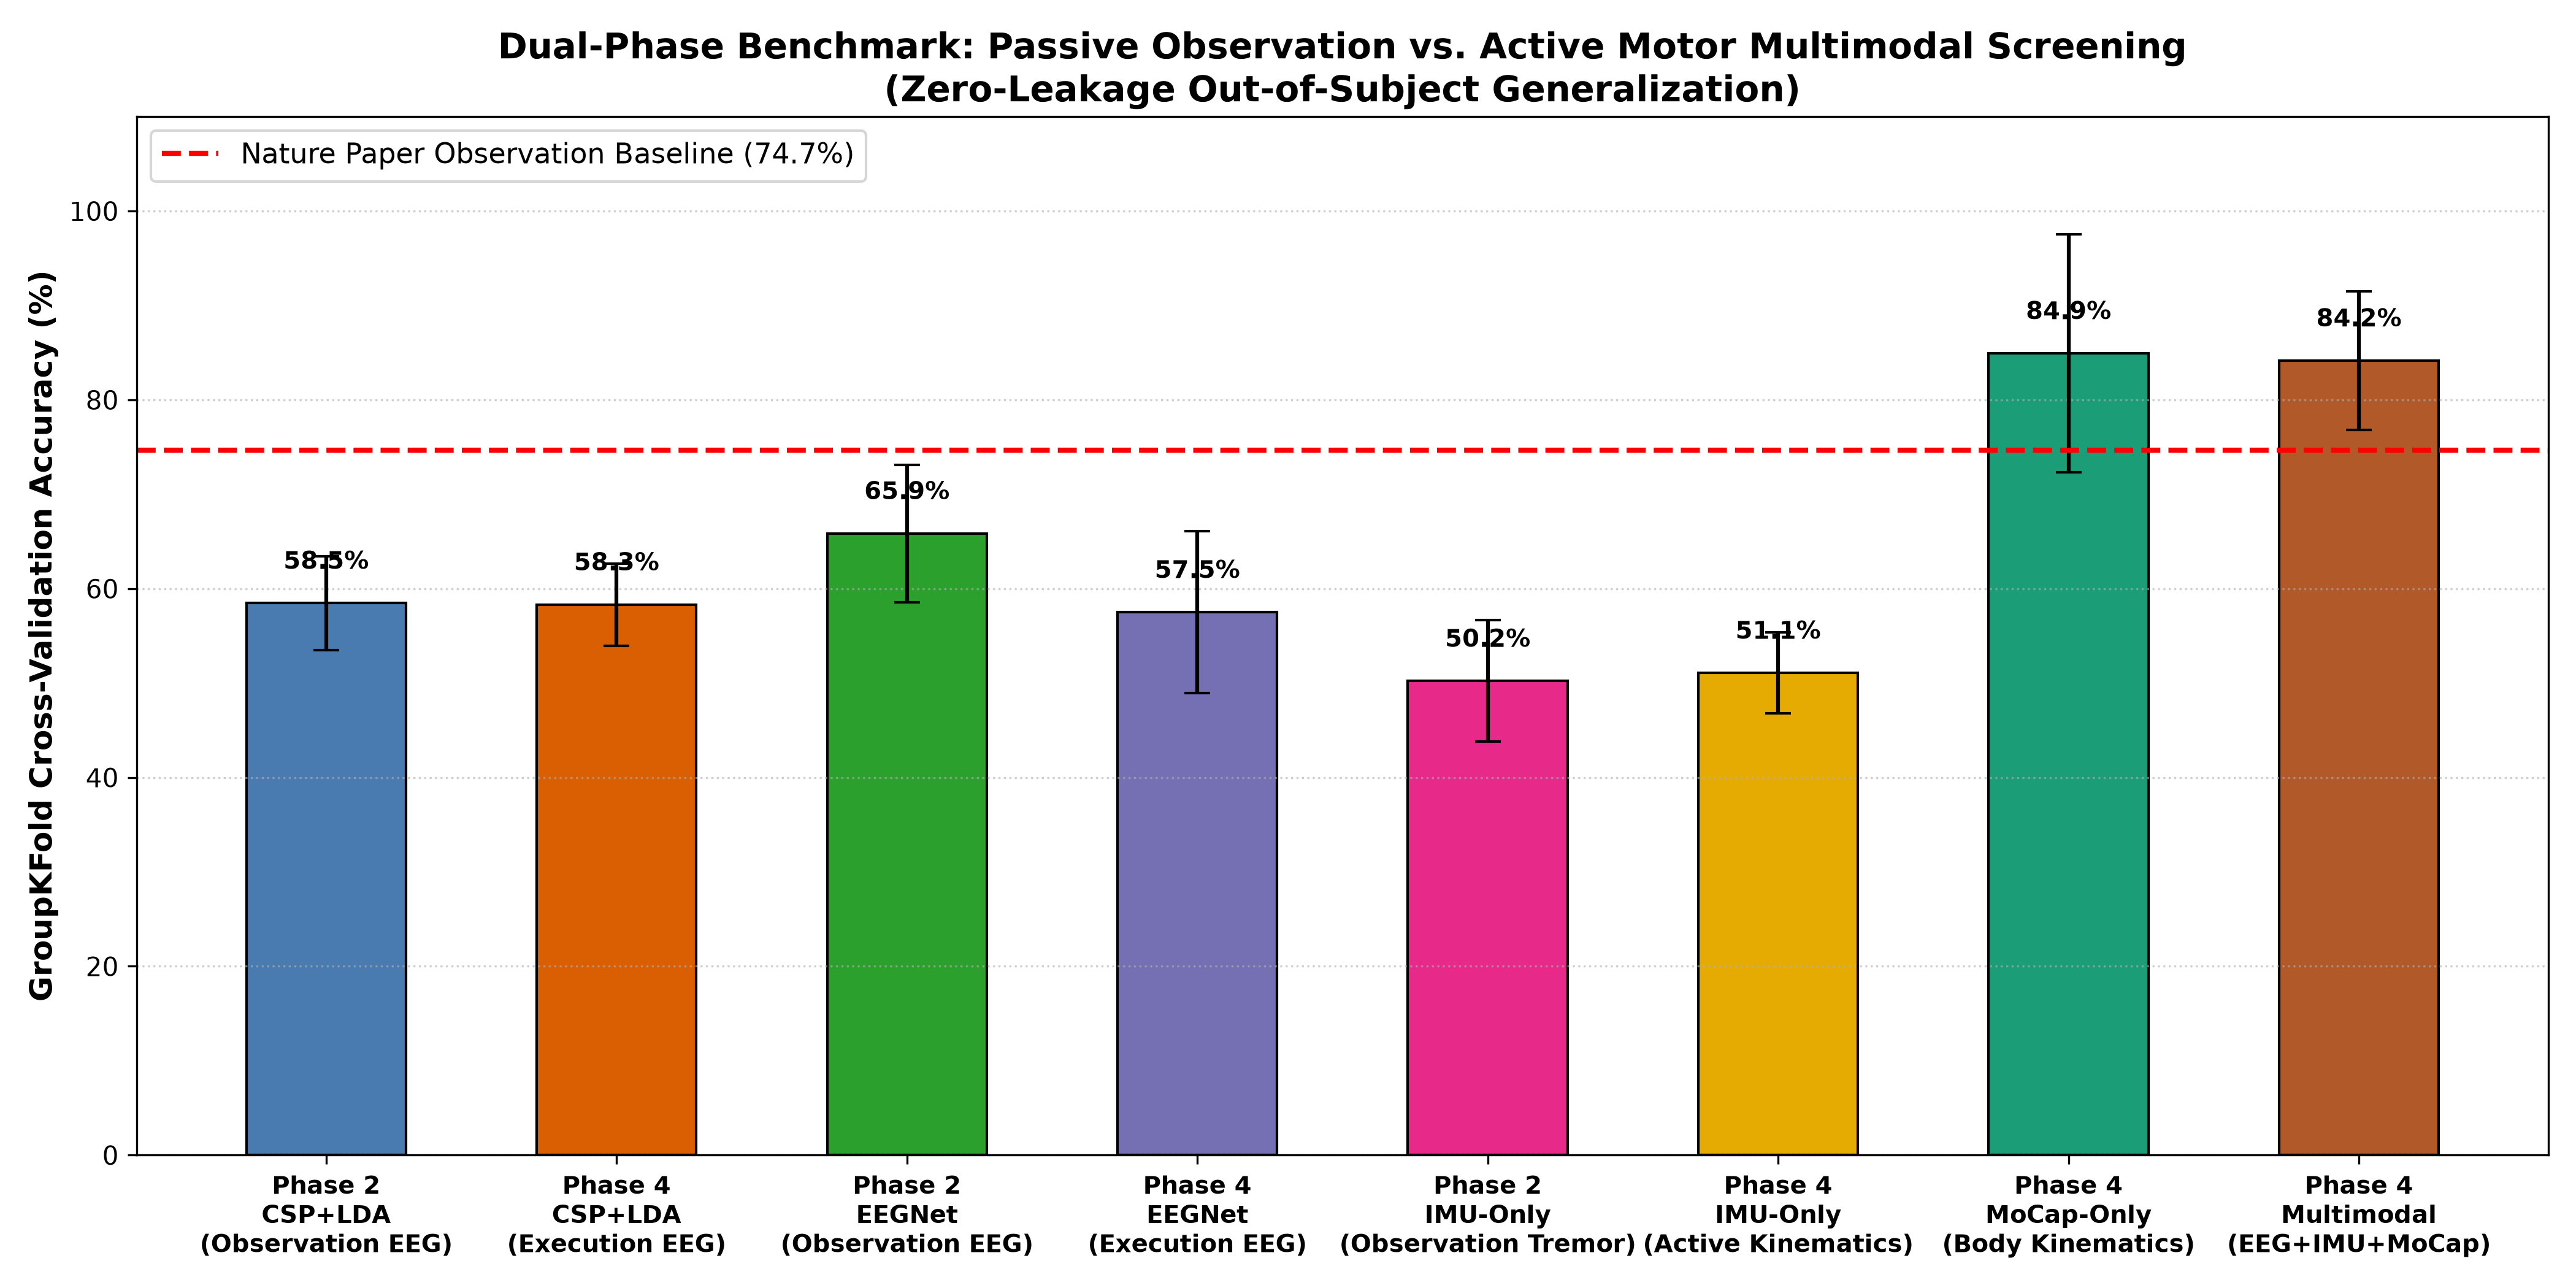 Dual-Phase Benchmark: Passive Observation vs. Active Motor Multimodal Screening
(Zero-Leakage Out-of-Subject Generalization)
Nature Paper Observation Baseline (74.7%)
GroupKFold Cross-Validation Accuracy (%)
100
80
60
40
20
0
58.5%
58.3%
65.9%
57.5%
50.2%
51.1%
84.9%
84.2%
Phase 2
CSP+LDA
(Observation EEG)
Phase 4
CSP+LDA
(Execution EEG)
Phase 2
EEGNet
(Observation EEG)
Phase 4
EEGNet
(Execution EEG)
Phase 2
IMU-Only
(Observation Tremor)
Phase 4
IMU-Only
(Active Kinematics)
Phase 4
MoCap-Only
(Body Kinematics)
Phase 4
Multimodal
(EEG+IMU+MoCap)